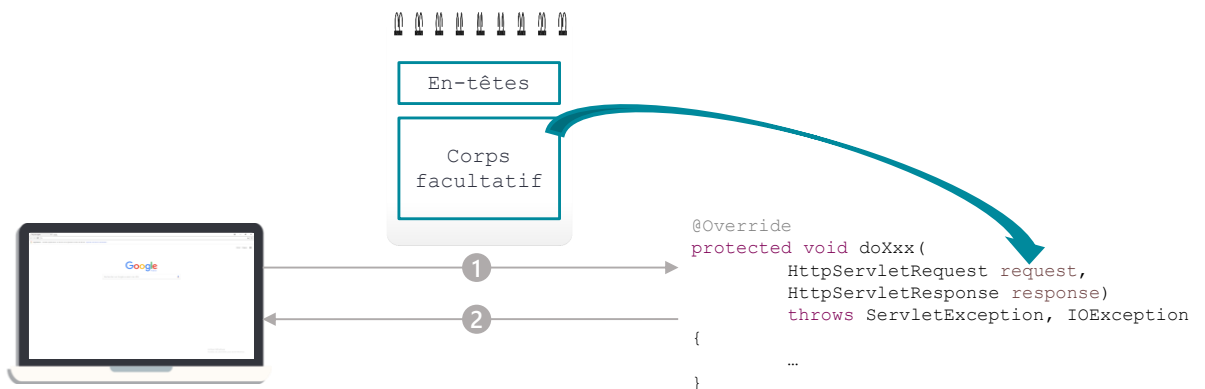 En-têtes
Corps
facultatif
Google
1
2
@Override
protected void doXxx(
HttpServletRequest request,
HttpServletResponse response)
throws ServletException, IOException
{
…
}